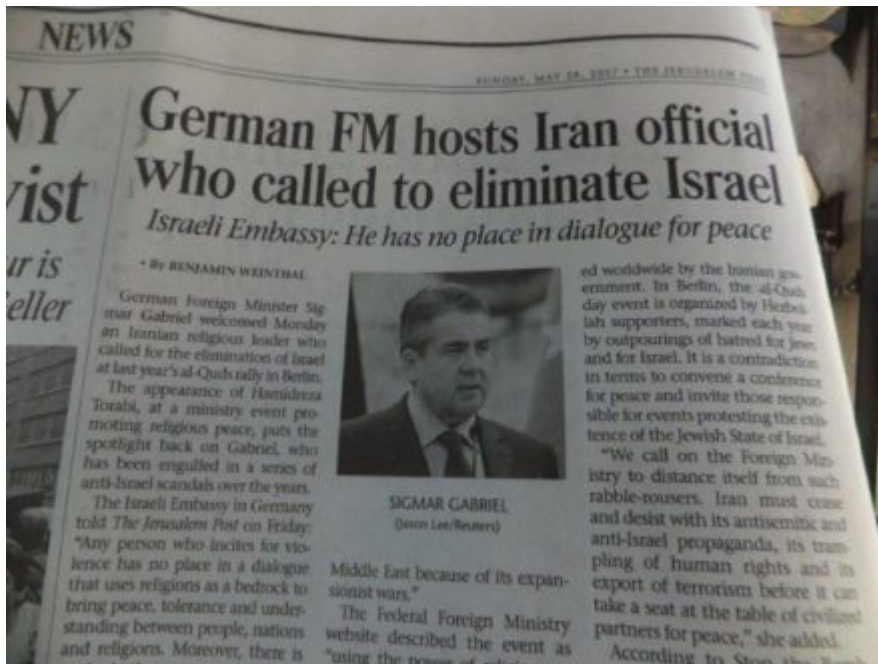 NEWS
SUNDAY, MAY 28, 2017 • THE JERUSALEM POST
NY
vist
ur is
eller
German FM hosts Iran official
who called to eliminate Israel
Israeli Embassy: He has no place in dialogue for peace
• By BENJAMIN WEINTHAL
German Foreign Minister Sig-
mar Gabriel welcomed Monday
an Iranian religious leader who
called for the elimination of Israel
at last year's al-Quds rally in Berlin.
The appearance of Hamidreza
Torabi, at a ministry event pro-
moting religious peace, puts the
spotlight back on Gabriel, who
has been engulfed in a series of
anti-Israel scandals over the years.
The Israeli Embassy in Germany
told The Jerusalem Post on Friday:
"Any person who incites for vio-
lence has no place in a dialogue
that uses religions as a bedrock to
bring peace, tolerance and under-
standing between people, nations
and religions. Moreover, there is
SIGMAR GABRIEL
(Jason Lee/Reuters)
Middle East because of its expan-
sionist wars."
The Federal Foreign Ministry
website described the event as
"using the power of
ed worldwide by the Iranian gov-
ernment. In Berlin, the al-Quds
day event is organized by Hezbol-
lah supporters, marked each year
by outpourings of hatred for Jews
and for Israel. It is a contradiction
in terms to convene a conference
for peace and invite those respon-
sible for events protesting the exis-
tence of the Jewish State of Israel.
"We call on the Foreign Min-
istry to distance itself from such
rabble-rousers. Iran must cease
and desist with its antisemitic and
anti-Israel propaganda, its tram-
pling of human rights and its
export of terrorism before it can
take a seat at the table of civilized
partners for peace," she added.
According to